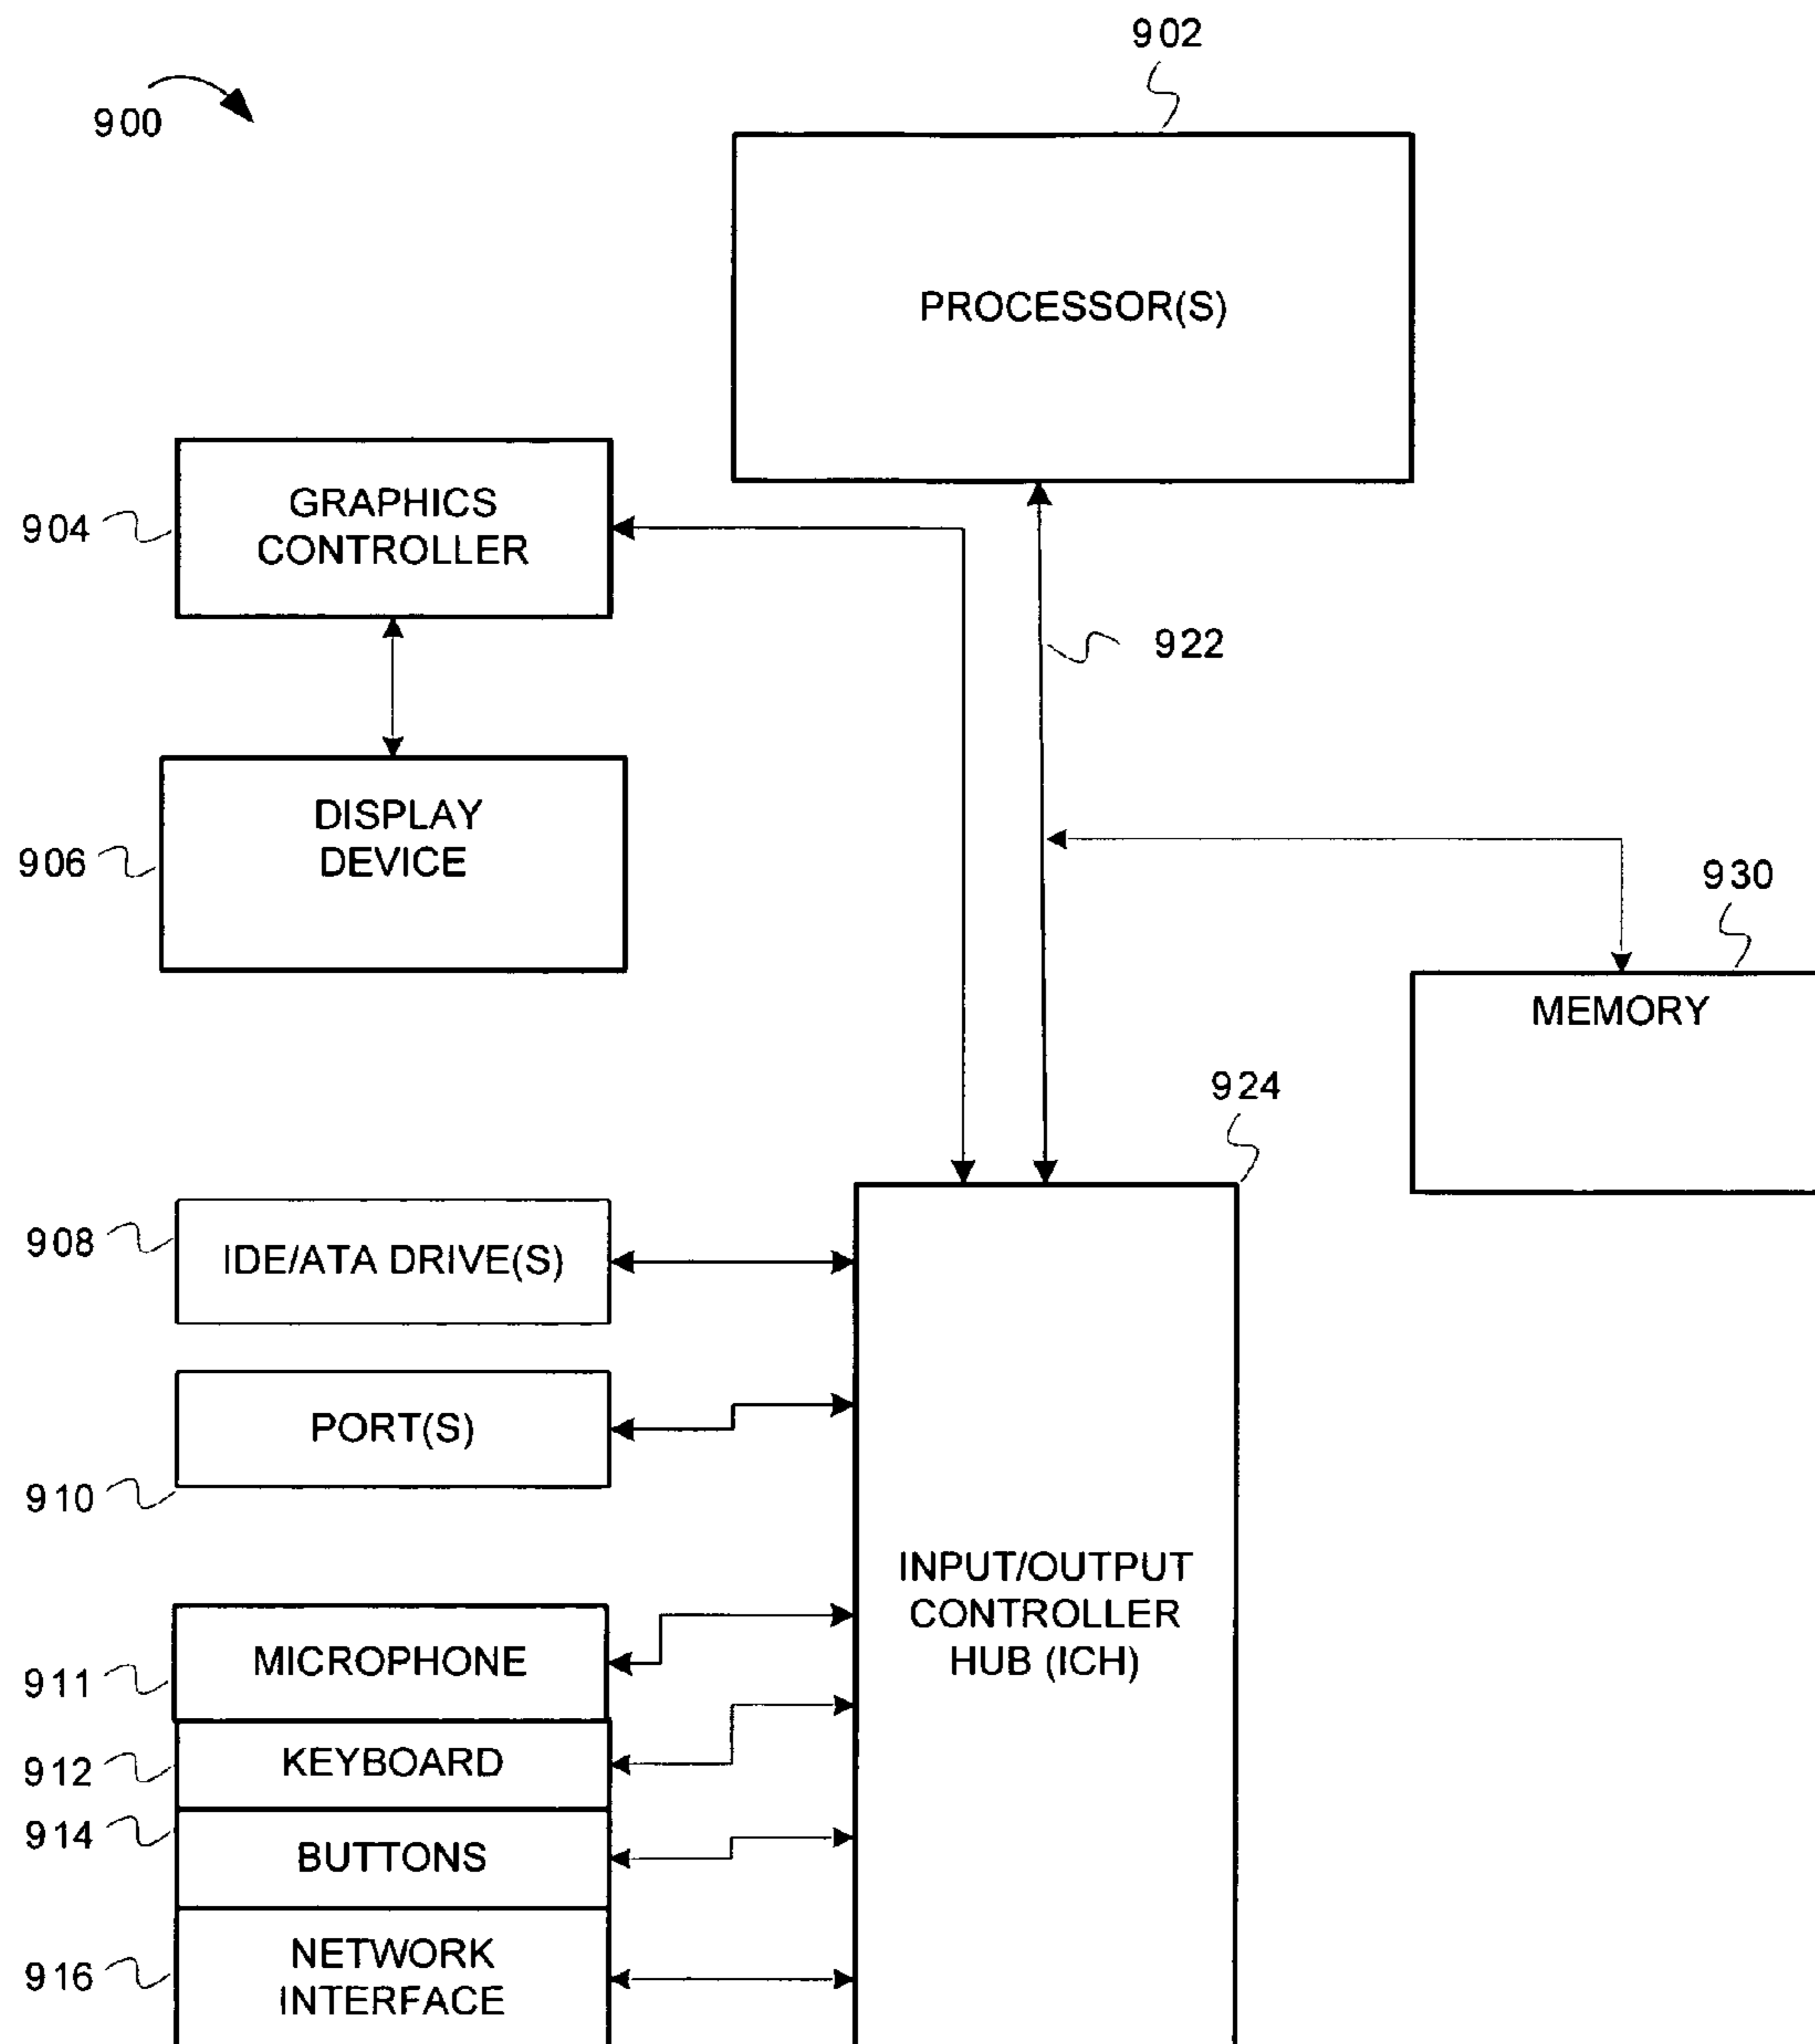 902
900
PROCESSOR(S)
GRAPHICS
CONTROLLER
904
922
DISPLAY
DEVICE
906
930
MEMORY
924
908
IDE/ATA DRIVE(S)
PORT(S)
910
INPUT/OUTPUT
CONTROLLER
HUB (ICH)
MICROPHONE
911
KEYBOARD
912
914
BUTTONS
NETWORK
INTERFACE
916